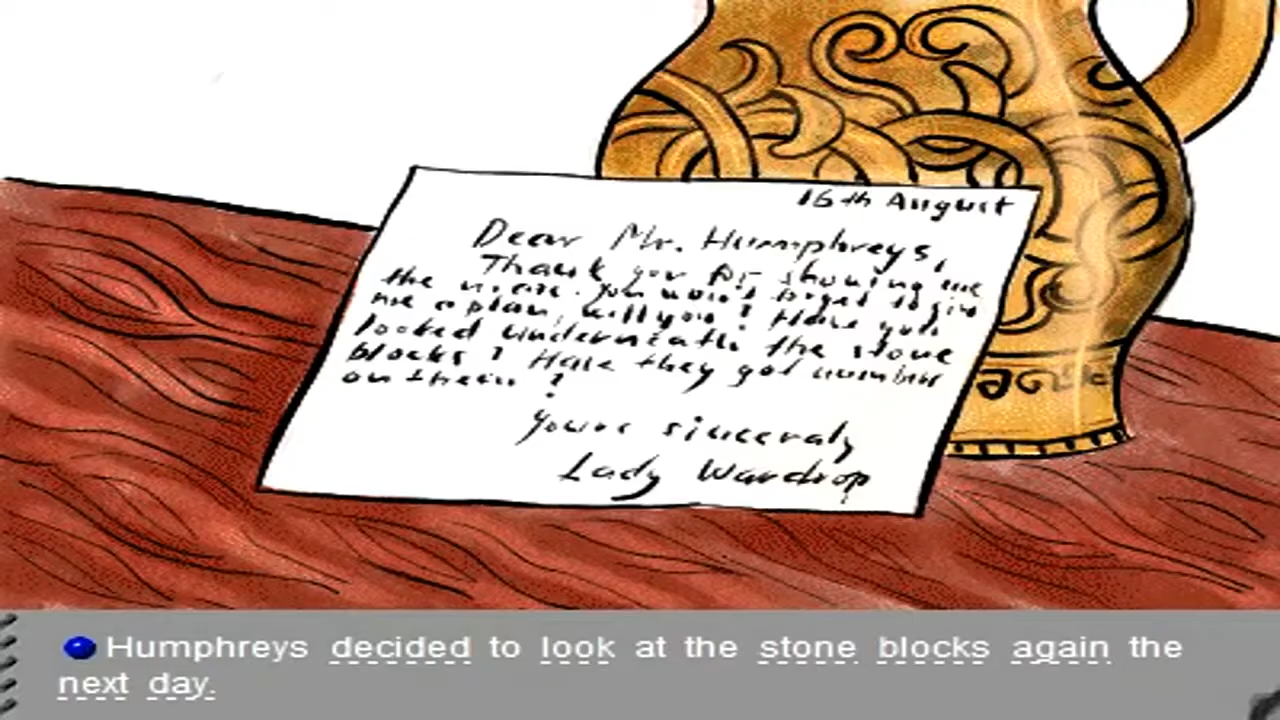 16th August
Dear Mr. Humphreys,
Thank you for showing me
the maze. You won't forget to give
me a plan, will you? Have you
looked underneath the stone
blocks? Have they got number
on them?
Yours sincerely
Lady Wardrop
Humphreys decided to look at the stone blocks again the
next day.